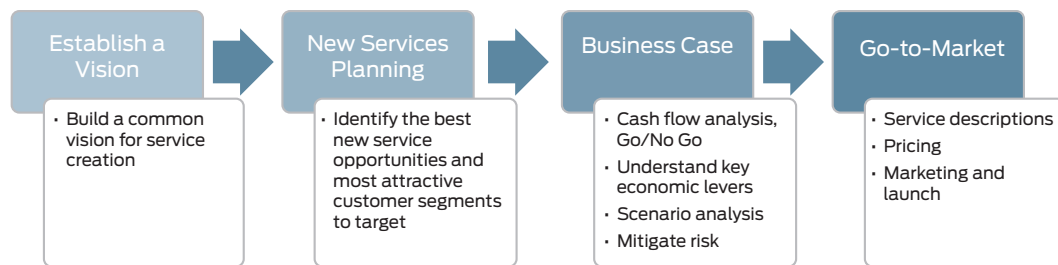 Establish a
Vision
· Build a common
vision for service
creation
New Services
Planning
· Identify the best
new service
opportunities and
most attractive
customer segments
to target
Business Case
· Cash flow analysis,
Go/No Go
· Understand key
economic levers
· Scenario analysis
· Mitigate risk
Go-to-Market
· Service descriptions
· Pricing
· Marketing and
launch